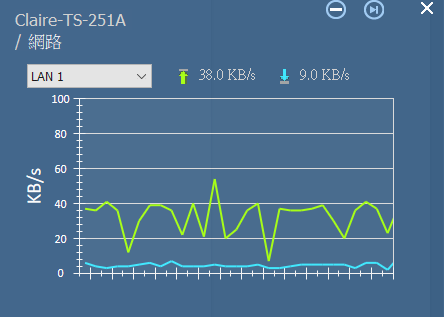 Claire-TS-251A
/ 網路
LAN 1
38.0 KB/s
9.0 KB/s
KB/s
100
80
60
40
20
0